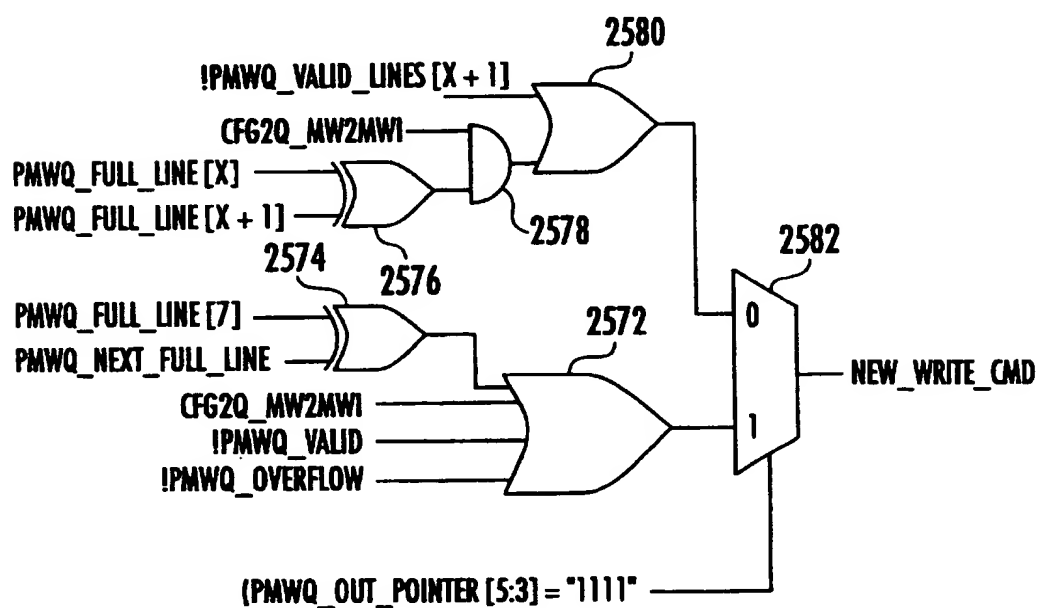 2580
!PMWQ_VALID_LINES [X + 1]
CFG2Q_MW2MWI
PMWQ_FULL_LINE [X]
PMWQ_FULL_LINE [X + 1]
2578
2574
2576
2582
PMWQ_FULL_LINE [7]
2572
0
PMWQ_NEXT_FULL_LINE
NEW_WRITE_CMD
CFG2Q_MW2MWI
1
!PMWQ_VALID
!PMWQ_OVERFLOW
(PMWQ_OUT_POINTER [5:3] = "1111"